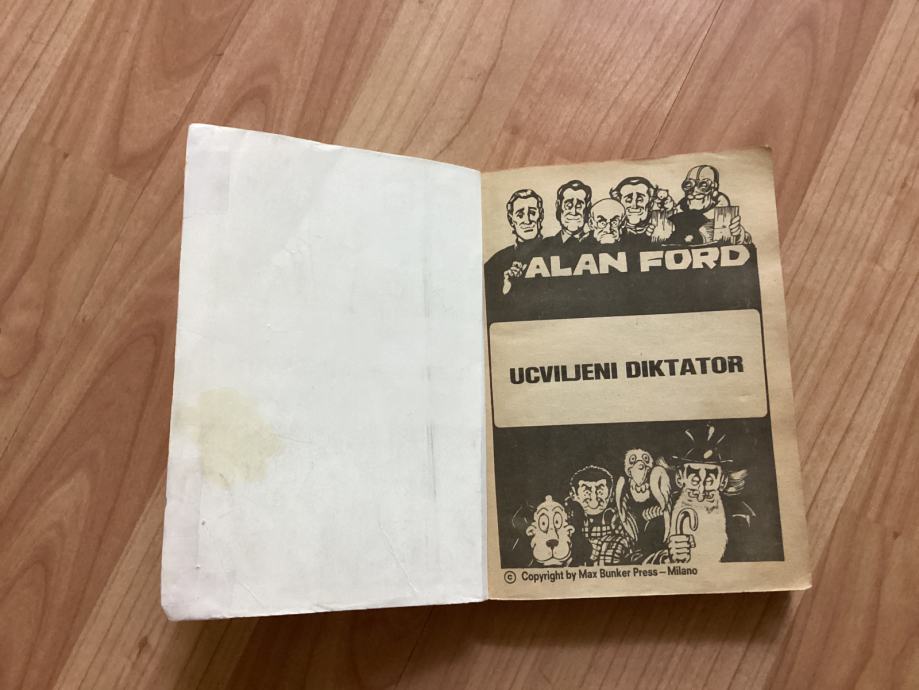 ALAN FORD
UCVILJENI DIKTATOR
© Copyright by Max Bunker Press – Milano